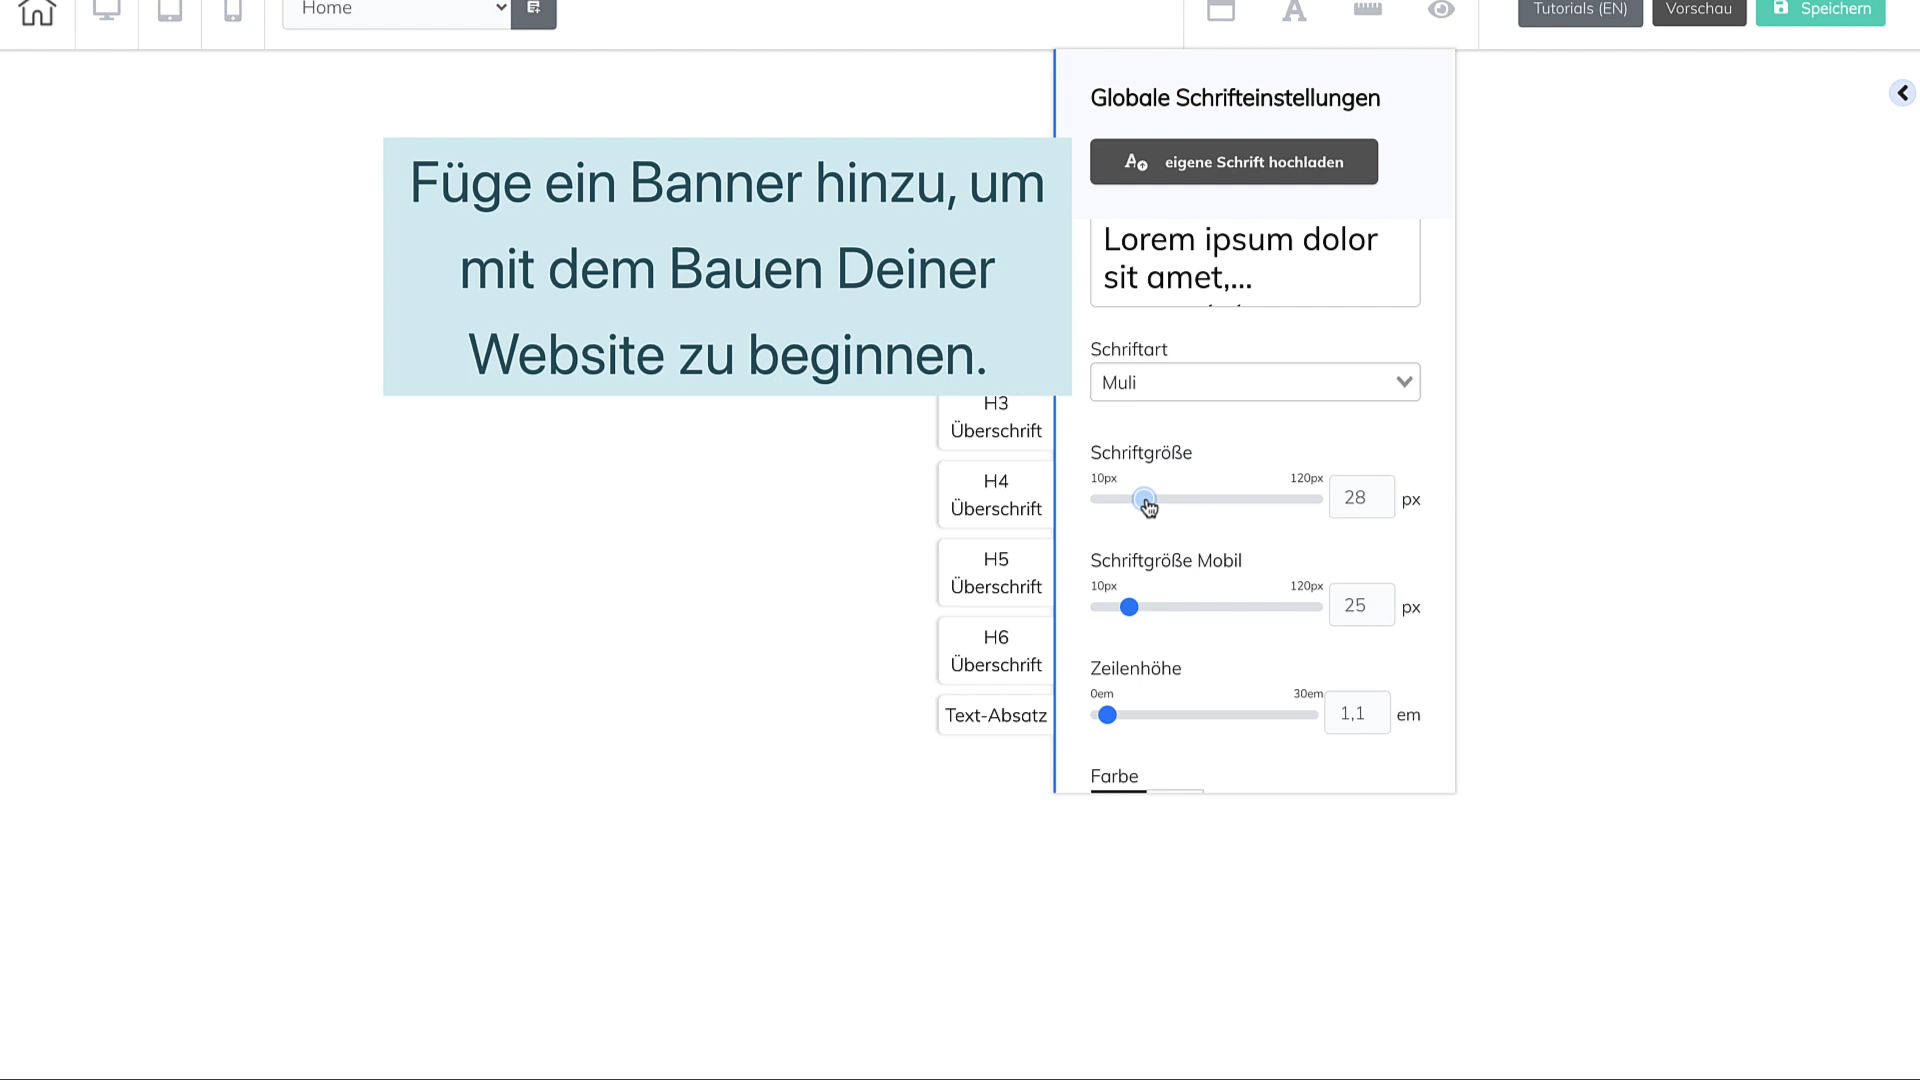 Home
Tutorials (EN)
Vorschau
Speichern
Globale Schrifteinstellungen
eigene Schrift hochladen
Füge ein Banner hinzu, um
mit dem Bauen Deiner
Website zu beginnen.
Lorem ipsum dolor
sit amet,...
Schriftart
Muli
H3
Überschrift
H4
Überschrift
H5
Überschrift
H6
Überschrift
Text-Absatz
Schriftgröße
10px
120px
28
px
Schriftgröße Mobil
10px
120px
25
px
Zeilenhöhe
0em
30em
1,1
em
Farbe